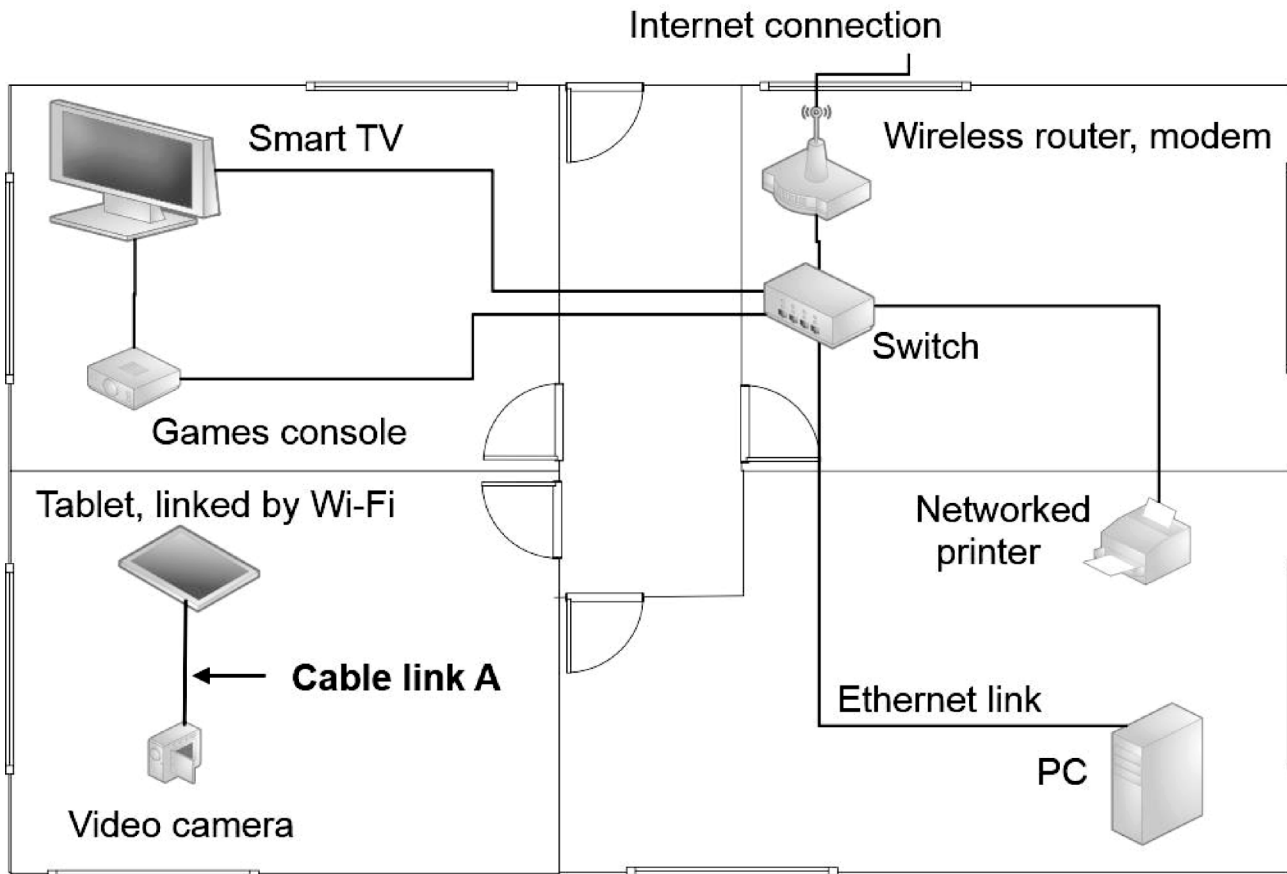 Internet connection
Smart TV
Wireless router, modem
Switch
Games console
Tablet, linked by Wi-Fi
Networked
printer
Cable link A
Ethernet link
PC
Video camera